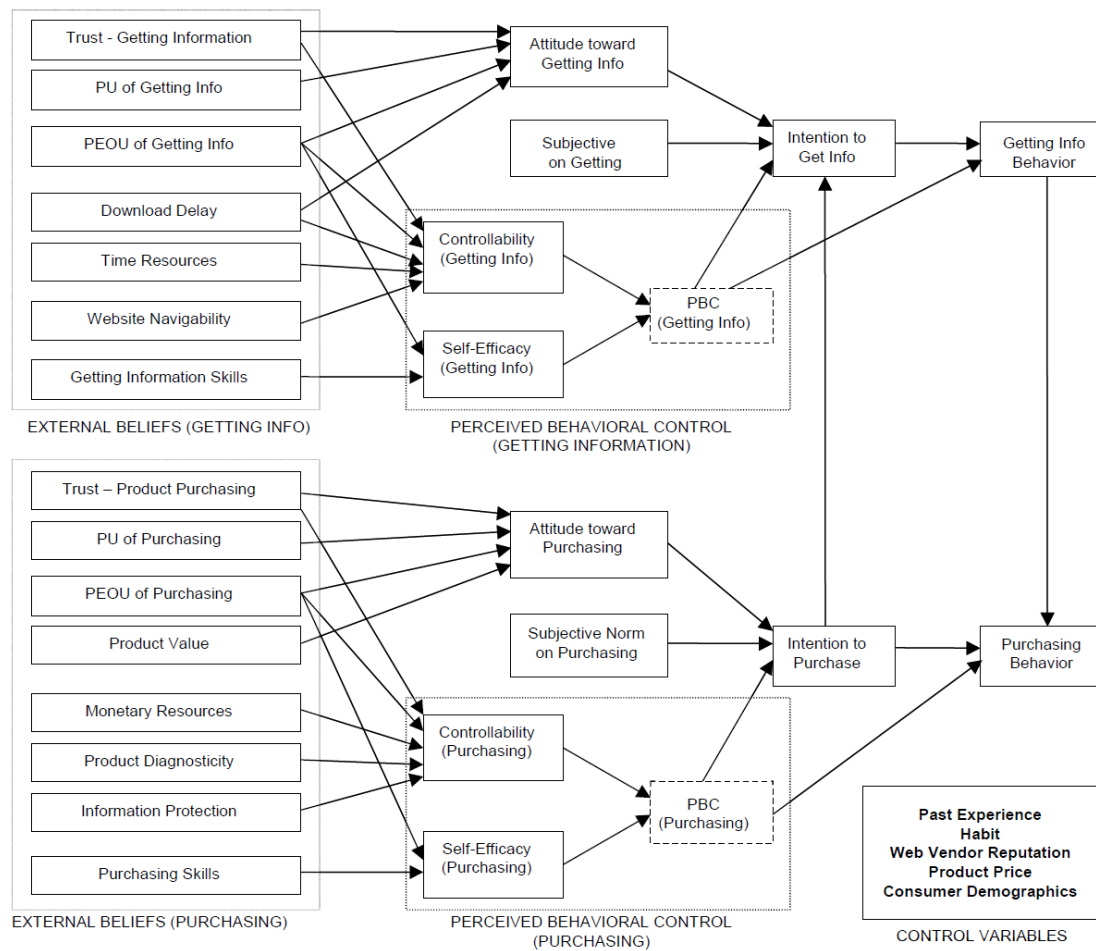 Trust - Getting Information
PU of Getting Info
PEOU of Getting Info
Download Delay
Time Resources
Website Navigability
Getting Information Skills
EXTERNAL BELIEFS (GETTING INFO)
Attitude toward
Getting Info
Subjective
on Getting
Controllability
(Getting Info)
Self-Efficacy
(Getting Info)
PBC
(Getting Info)
PERCEIVED BEHAVIORAL CONTROL
(GETTING INFORMATION)
Intention to
Get Info
Getting Info
Behavior
Trust – Product Purchasing
PU of Purchasing
PEOU of Purchasing
Product Value
Monetary Resources
Product Diagnosticity
Information Protection
Purchasing Skills
EXTERNAL BELIEFS (PURCHASING)
Attitude toward
Purchasing
Subjective Norm
on Purchasing
Controllability
(Purchasing)
Self-Efficacy
(Purchasing)
PBC
(Purchasing)
PERCEIVED BEHAVIORAL CONTROL
(PURCHASING)
Intention to
Purchase
Purchasing
Behavior
Past Experience
Habit
Web Vendor Reputation
Product Price
Consumer Demographics
CONTROL VARIABLES